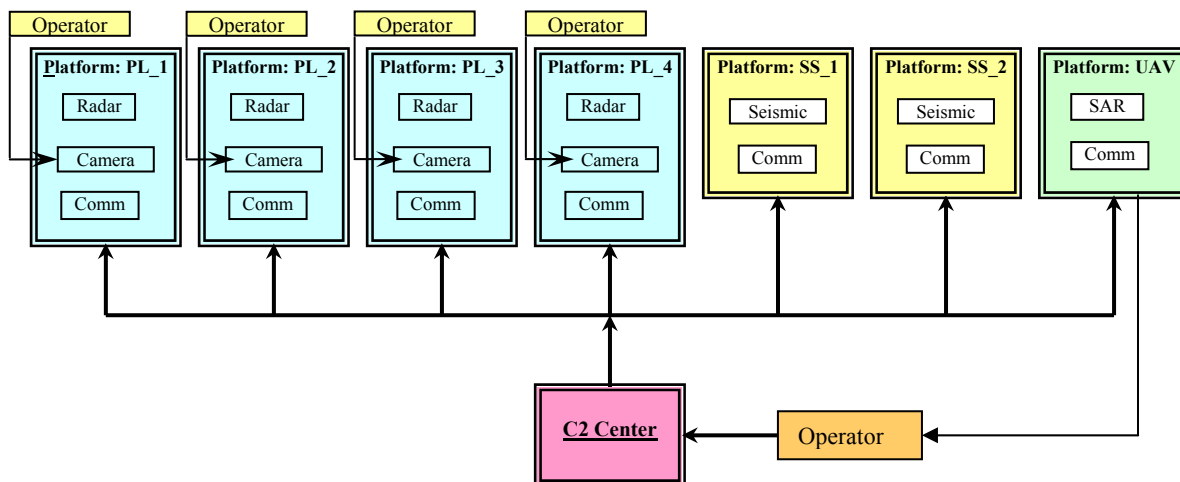 Operator
Operator
Operator
Operator
Platform: PL_1
Radar
Camera
Comm
Platform: PL_2
Radar
Camera
Comm
Platform: PL_3
Radar
Camera
Comm
Platform: PL_4
Radar
Camera
Comm
Platform: SS_1
Seismic
Comm
Platform: SS_2
Seismic
Comm
Platform: UAV
SAR
Comm
C2 Center
Operator